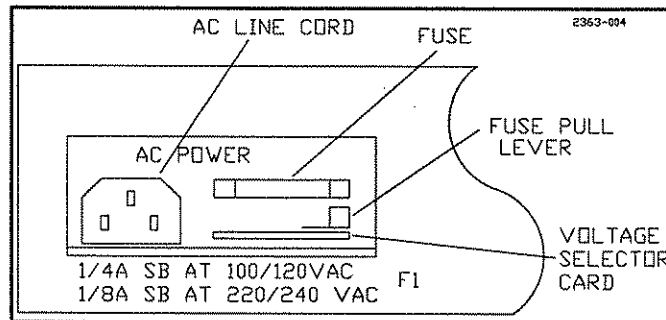 2363-004
AC LINE CORD
FUSE
FUSE PULL
LEVER
AC POWER
VOLTAGE
SELECTOR
CARD
1/4A SB AT 100/120VAC
1/8A SB AT 220/240 VAC
F1